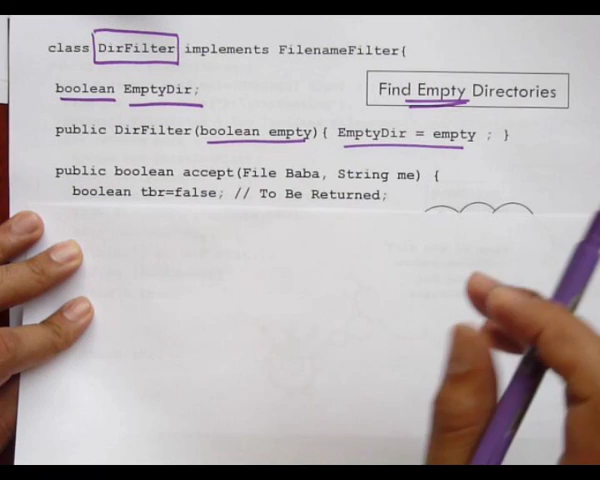 class DirFilter implements FilenameFilter{
Find Empty Directories
boolean EmptyDir;
public DirFilter(boolean empty){ EmptyDir = empty ; }
public boolean accept(File Baba, String me) {
boolean tbr=false; // To Be Returned;